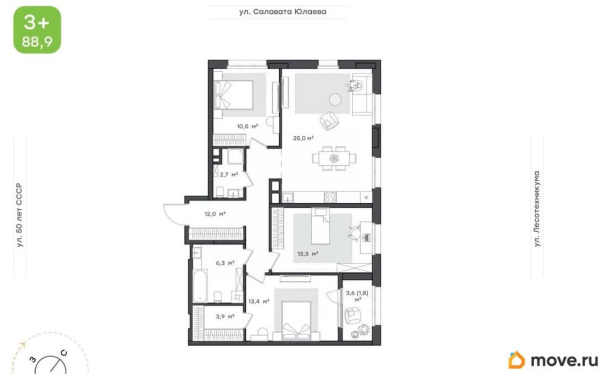 3+
88,9
ул. Салавата Юлаева
10,5 м²
25,0 м²
2,7 м²
12,0 м²
13,3 м²
6,3 м²
13,4 м²
3,6 (1,8)
м²
3,9 м²
ул. 50 лет СССР
ул. Лесотехникума
З
С
move.ru